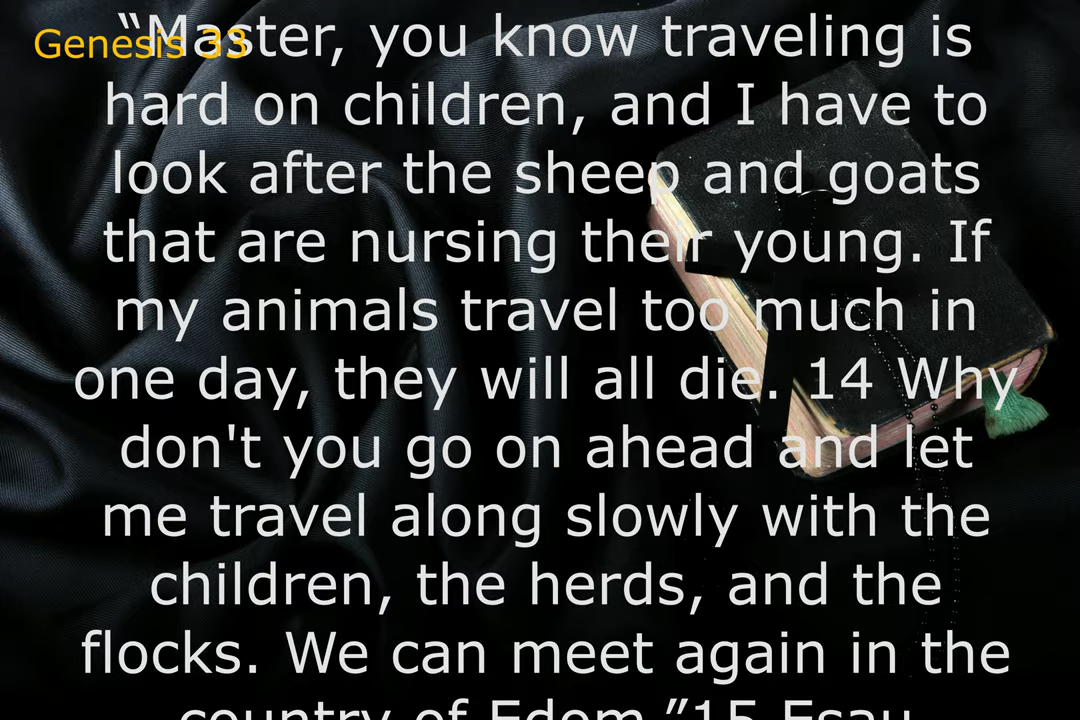 Genesis 33
“Master, you know traveling is
hard on children, and I have to
look after the sheep and goats
that are nursing their young. If
my animals travel too much in
one day, they will all die. 14 Why
don't you go on ahead and let
me travel along slowly with the
children, the herds, and the
flocks. We can meet again in the
country of Edom.”15 Esau